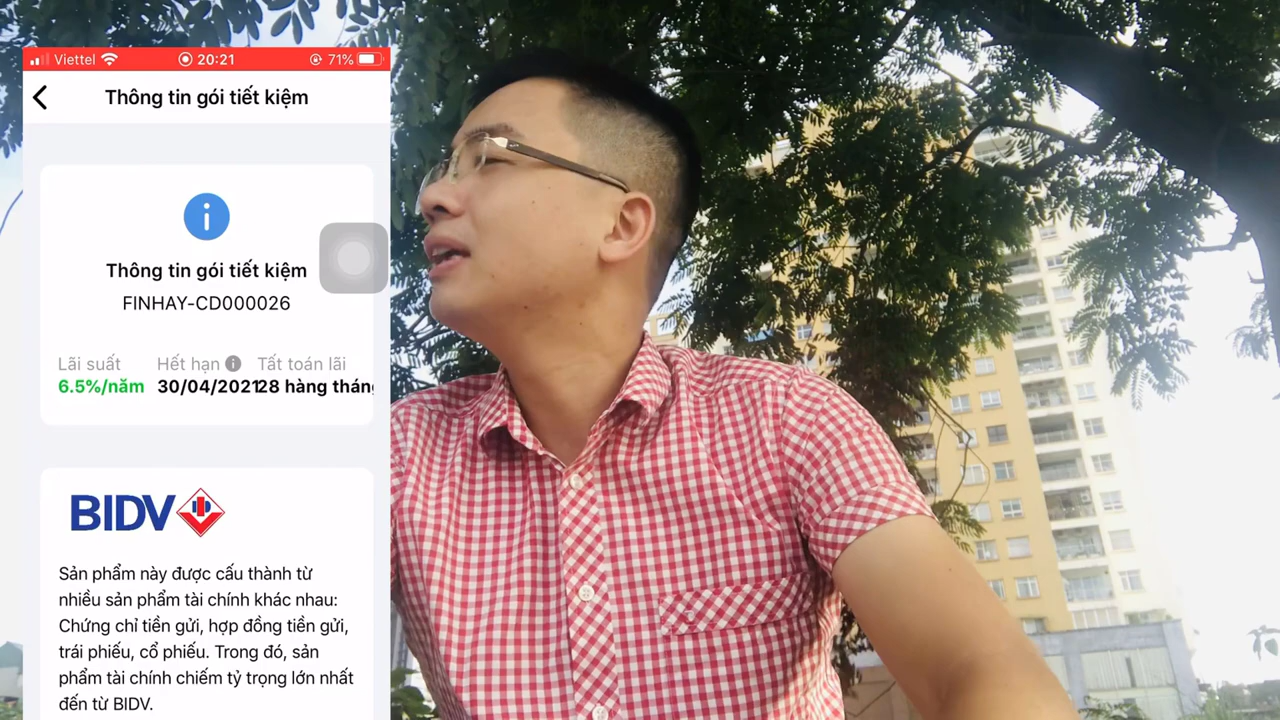 Viettel 20:21 71%
Thông tin gói tiết kiệm
Thông tin gói tiết kiệm
FINHAY-CD000026
Lãi suất Hết hạn Tất toán lãi
6.5%/năm 30/04/2021 28 hàng tháng
BIDV
Sản phẩm này được cấu thành từ
nhiều sản phẩm tài chính khác nhau:
Chứng chỉ tiền gửi, hợp đồng tiền gửi,
trái phiếu, cổ phiếu. Trong đó, sản
phẩm tài chính chiếm tỷ trọng lớn nhất
đến từ BIDV.